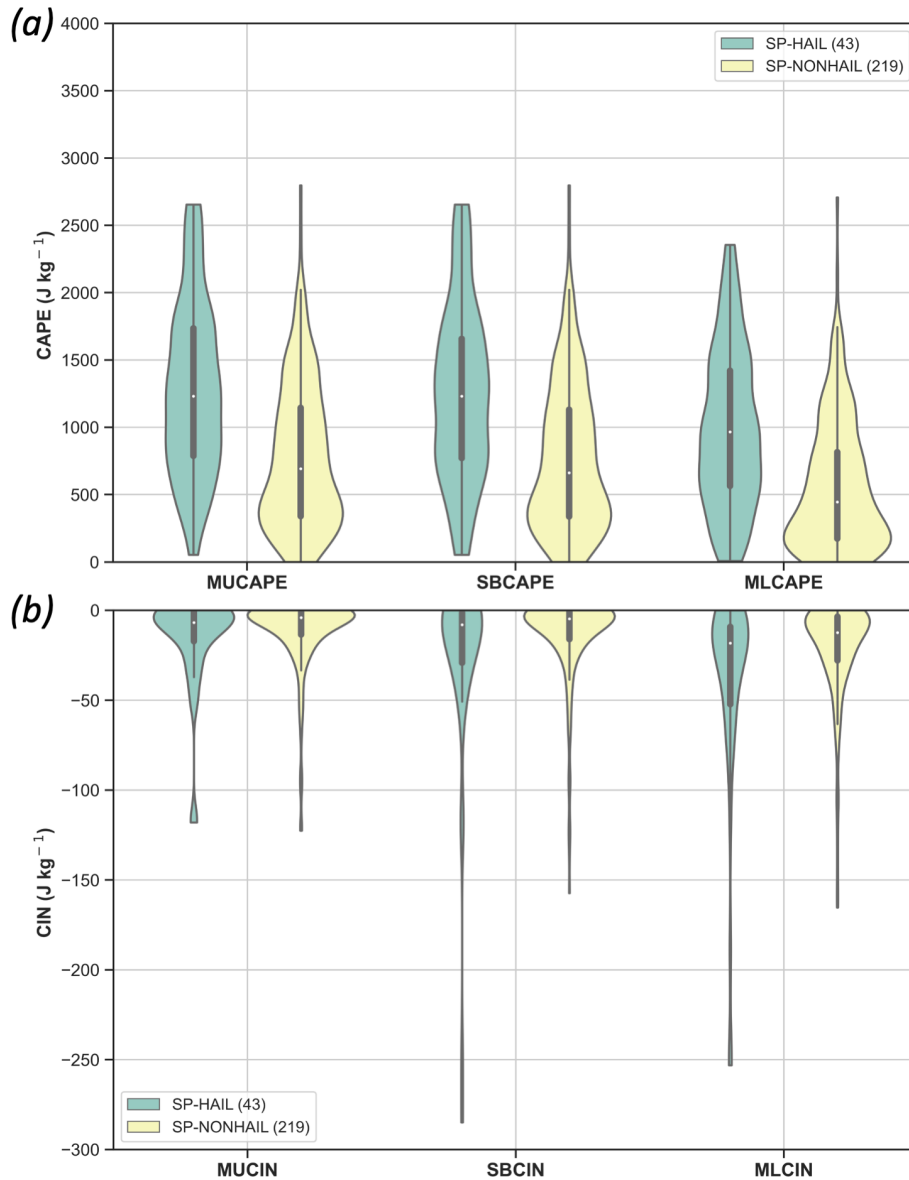 (a)
4000
3500
3000
2500
2000
1500
1000
500
0
CAPE (J kg⁻¹)
SP-HAIL (43)
SP-NONHAIL (219)
MUCAPE SBCAPE MLCAPE
(b)
0
−50
−100
−150
−200
−250
−300
CIN (J kg⁻¹)
SP-HAIL (43)
SP-NONHAIL (219)
MUCIN SBCIN MLCIN